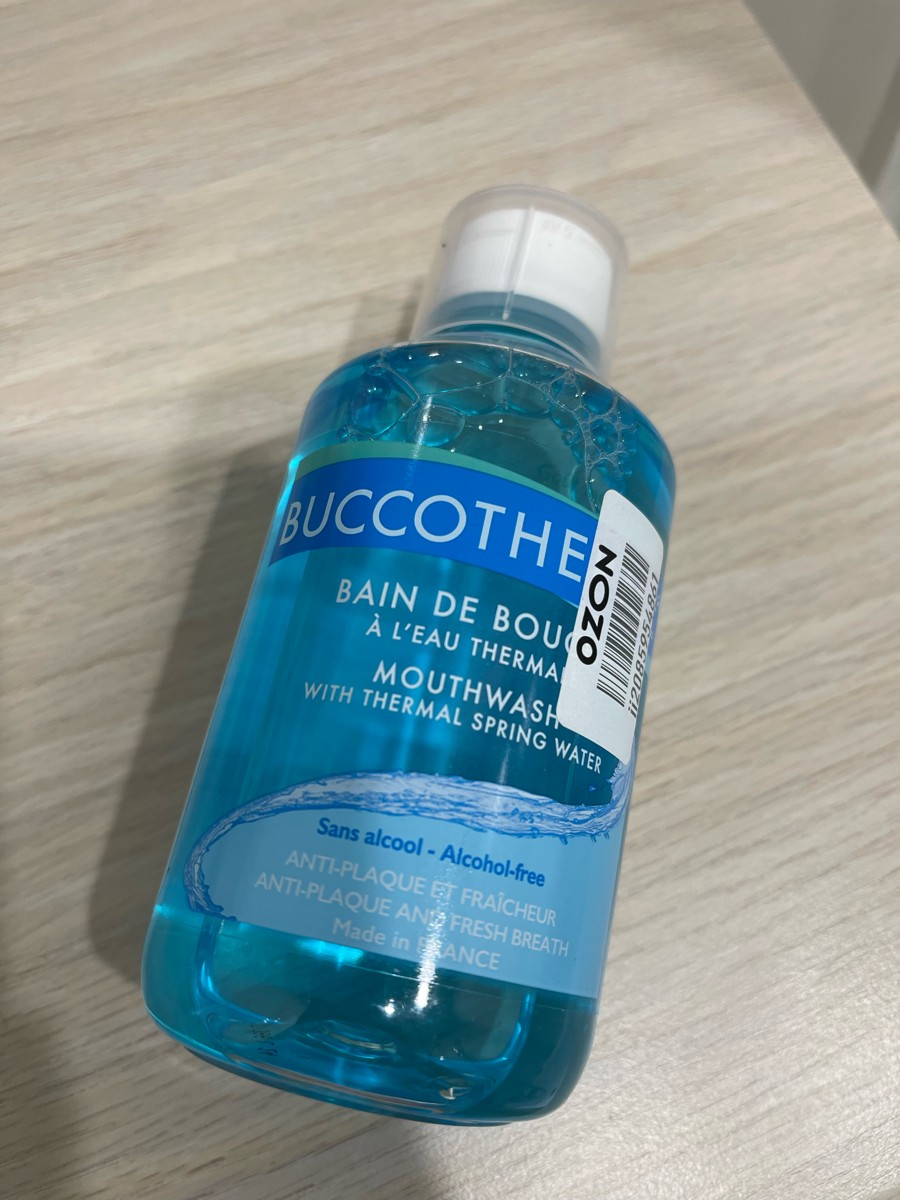 BUCCOTHE
BAIN DE BOUC
À L'EAU THERMAL
MOUTHWASH
WITH THERMAL SPRING WATER
Sans alcool - Alcohol-free
ANTI-PLAQUE ET FRAÎCHEUR
ANTI-PLAQUE AND FRESH BREATH
Made in FRANCE
OZON
ii208595486